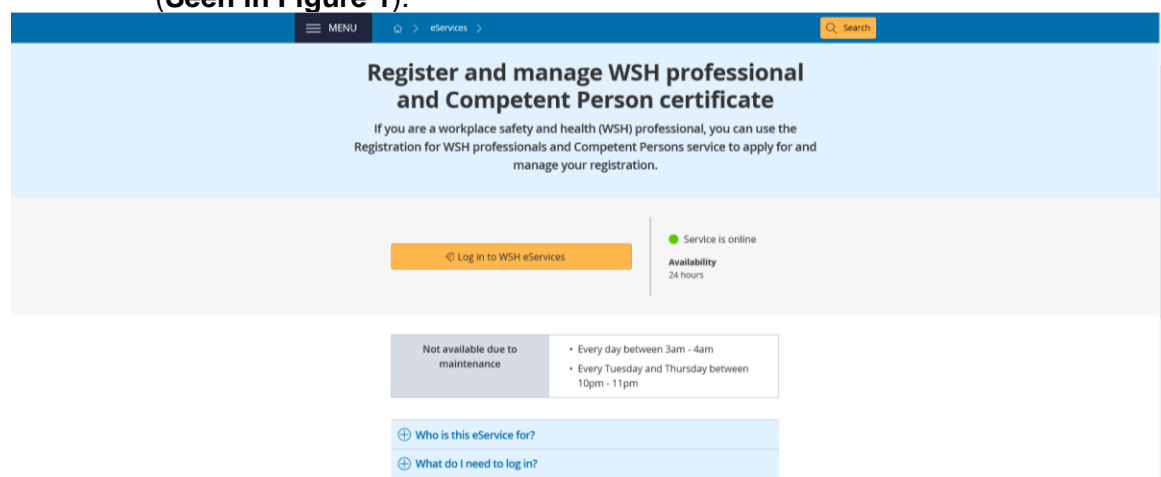 (Seen in Figure 1).
MENU
eServices
Search
Register and manage WSH professional
and Competent Person certificate
If you are a workplace safety and health (WSH) professional, you can use the
Registration for WSH professionals and Competent Persons service to apply for and
manage your registration.
Log in to WSH eServices
Service is online
Availability
24 hours
Not available due to
maintenance
• Every day between 3am - 4am
• Every Tuesday and Thursday between
10pm - 11pm
Who is this eService for?
What do I need to log in?